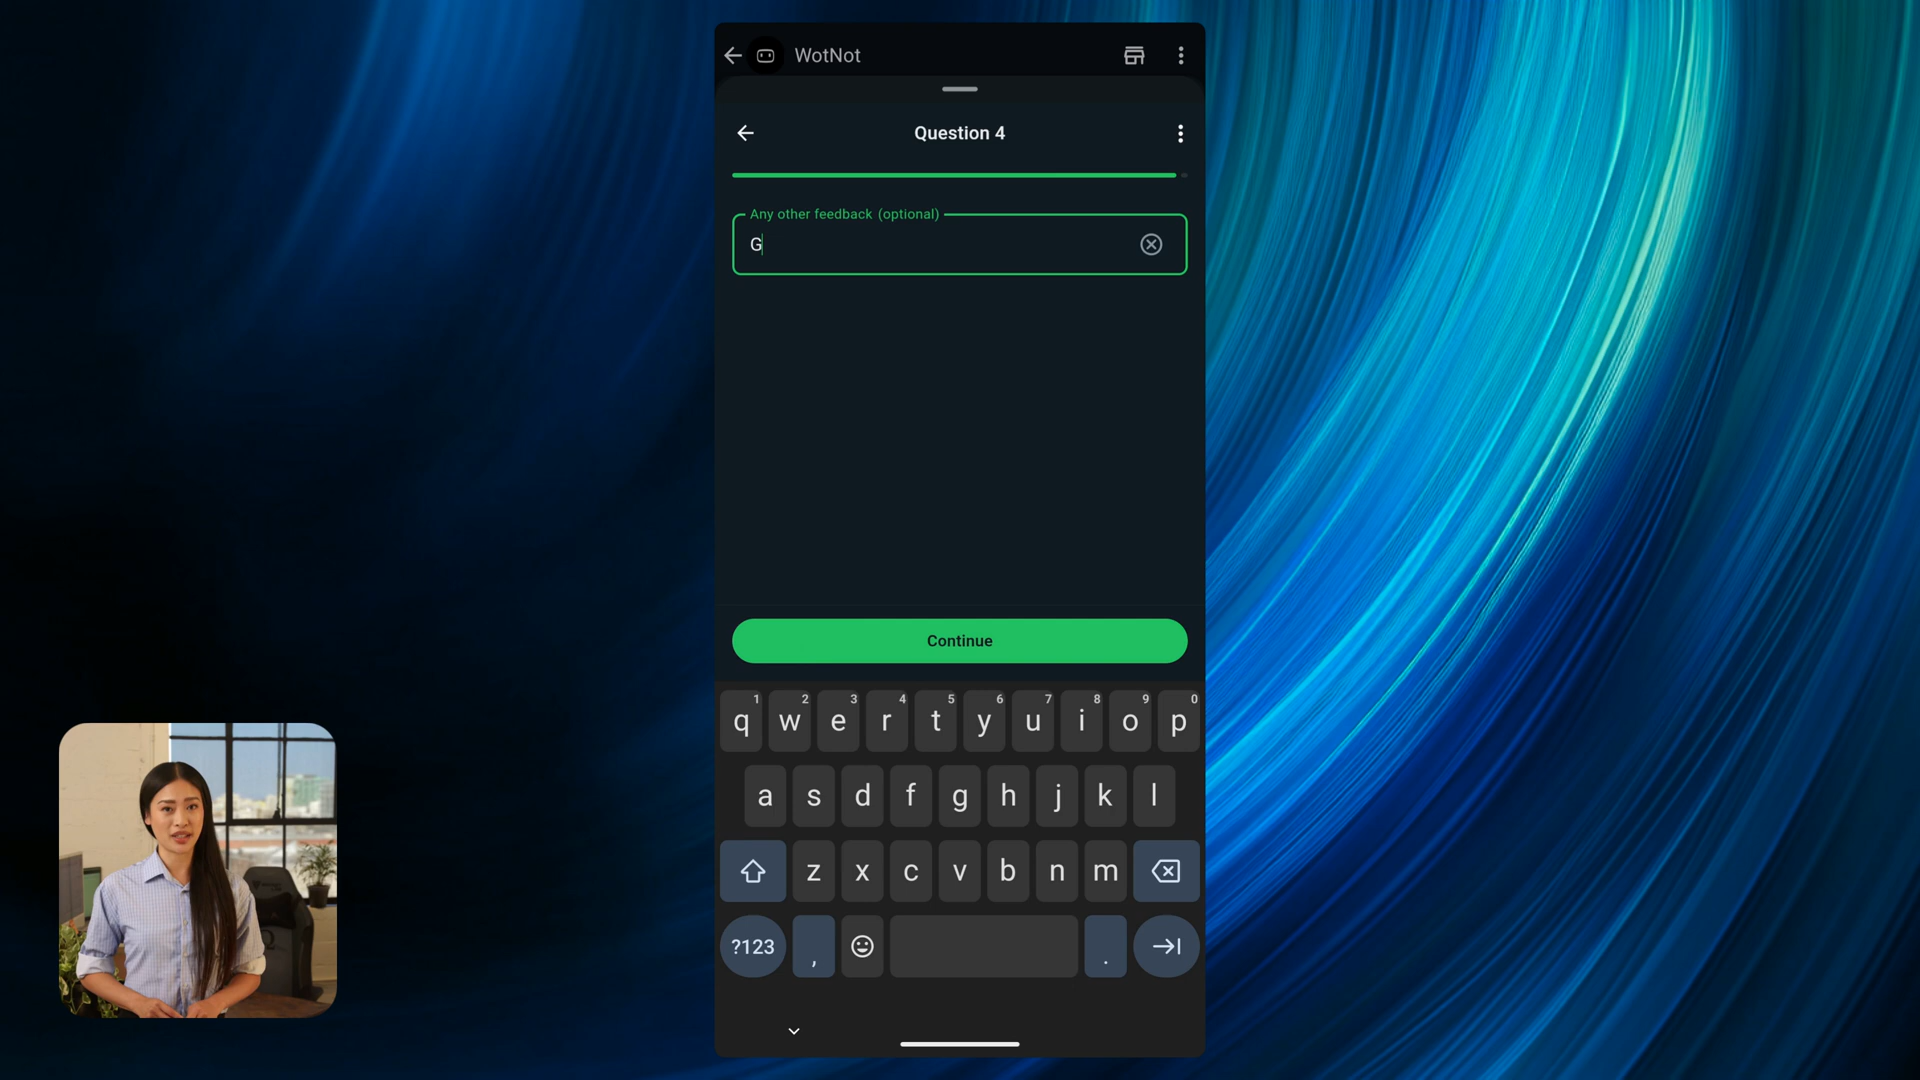 WotNot
Question 4
Any other feedback (optional)
G
Continue
1 2 3 4 5 6 7 8 9 0
q w e r t y u i o p
a s d f g h j k l
z x c v b n m
?123 , .